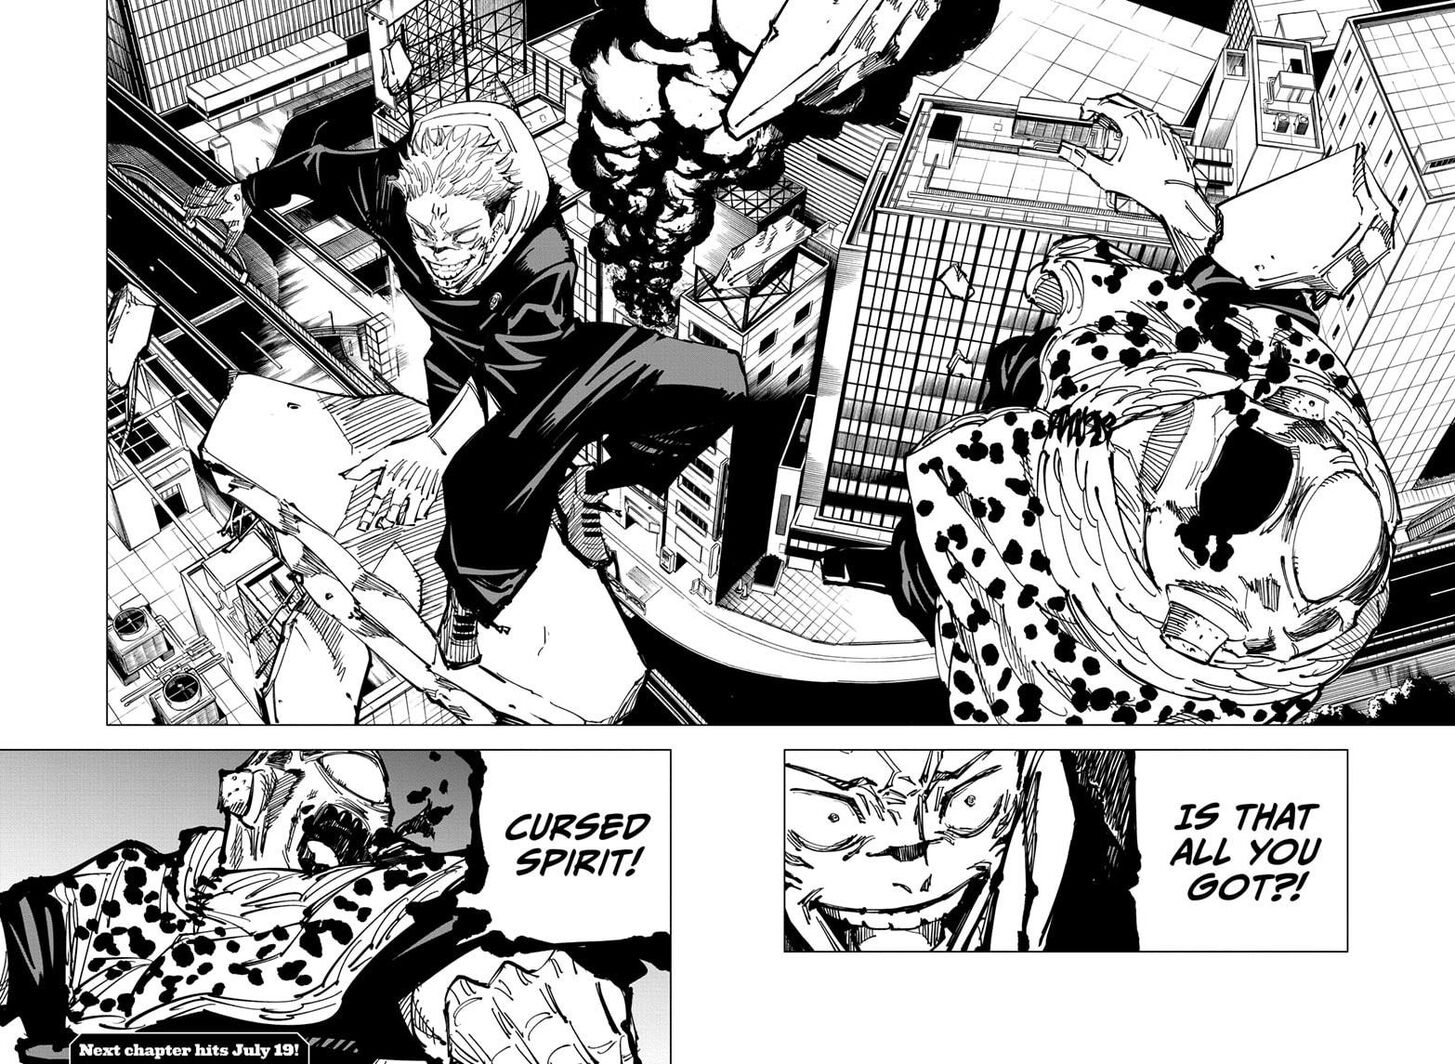 IS THAT
ALL YOU
GOT?!
CURSED
SPIRIT!
Next chapter hits July 19!